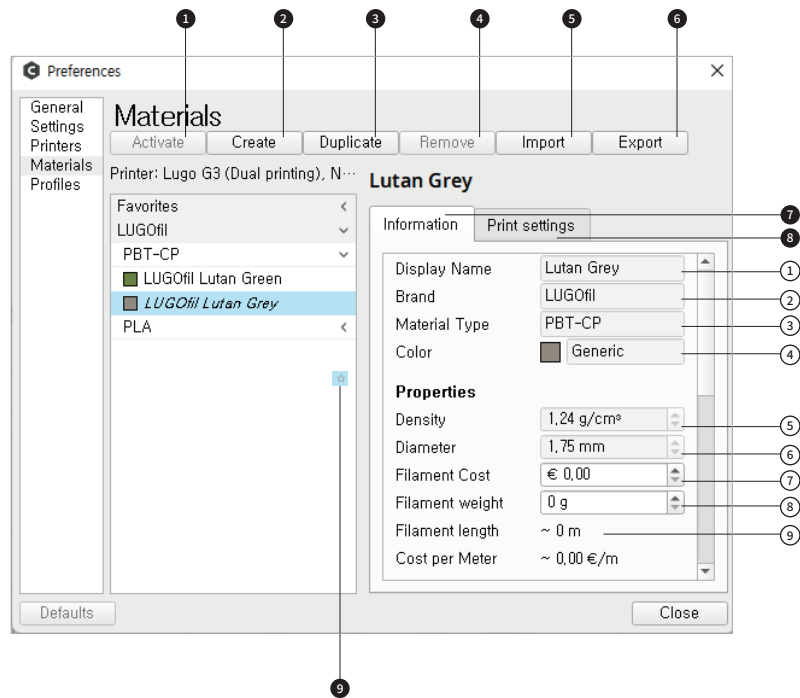 1 2 3 4 5 6
Preferences
General
Settings
Printers
Materials
Profiles
Materials
Activate Create Duplicate Remove Import Export
Printer: Lugo G3 (Dual printing), N···
Favorites
LUGOfil
PBT-CP
LUGOfil Lutan Green
LUGOfil Lutan Grey
PLA
Lutan Grey
Information Print settings
7
8
Display Name Lutan Grey 1
Brand LUGOfil 2
Material Type PBT-CP 3
Color Generic 4
Properties
Density 1,24 g/cm³ 5
Diameter 1,75 mm 6
Filament Cost € 0,00 7
Filament weight 0 g 8
Filament length ~ 0 m 9
Cost per Meter ~ 0,00 €/m
Defaults Close
9